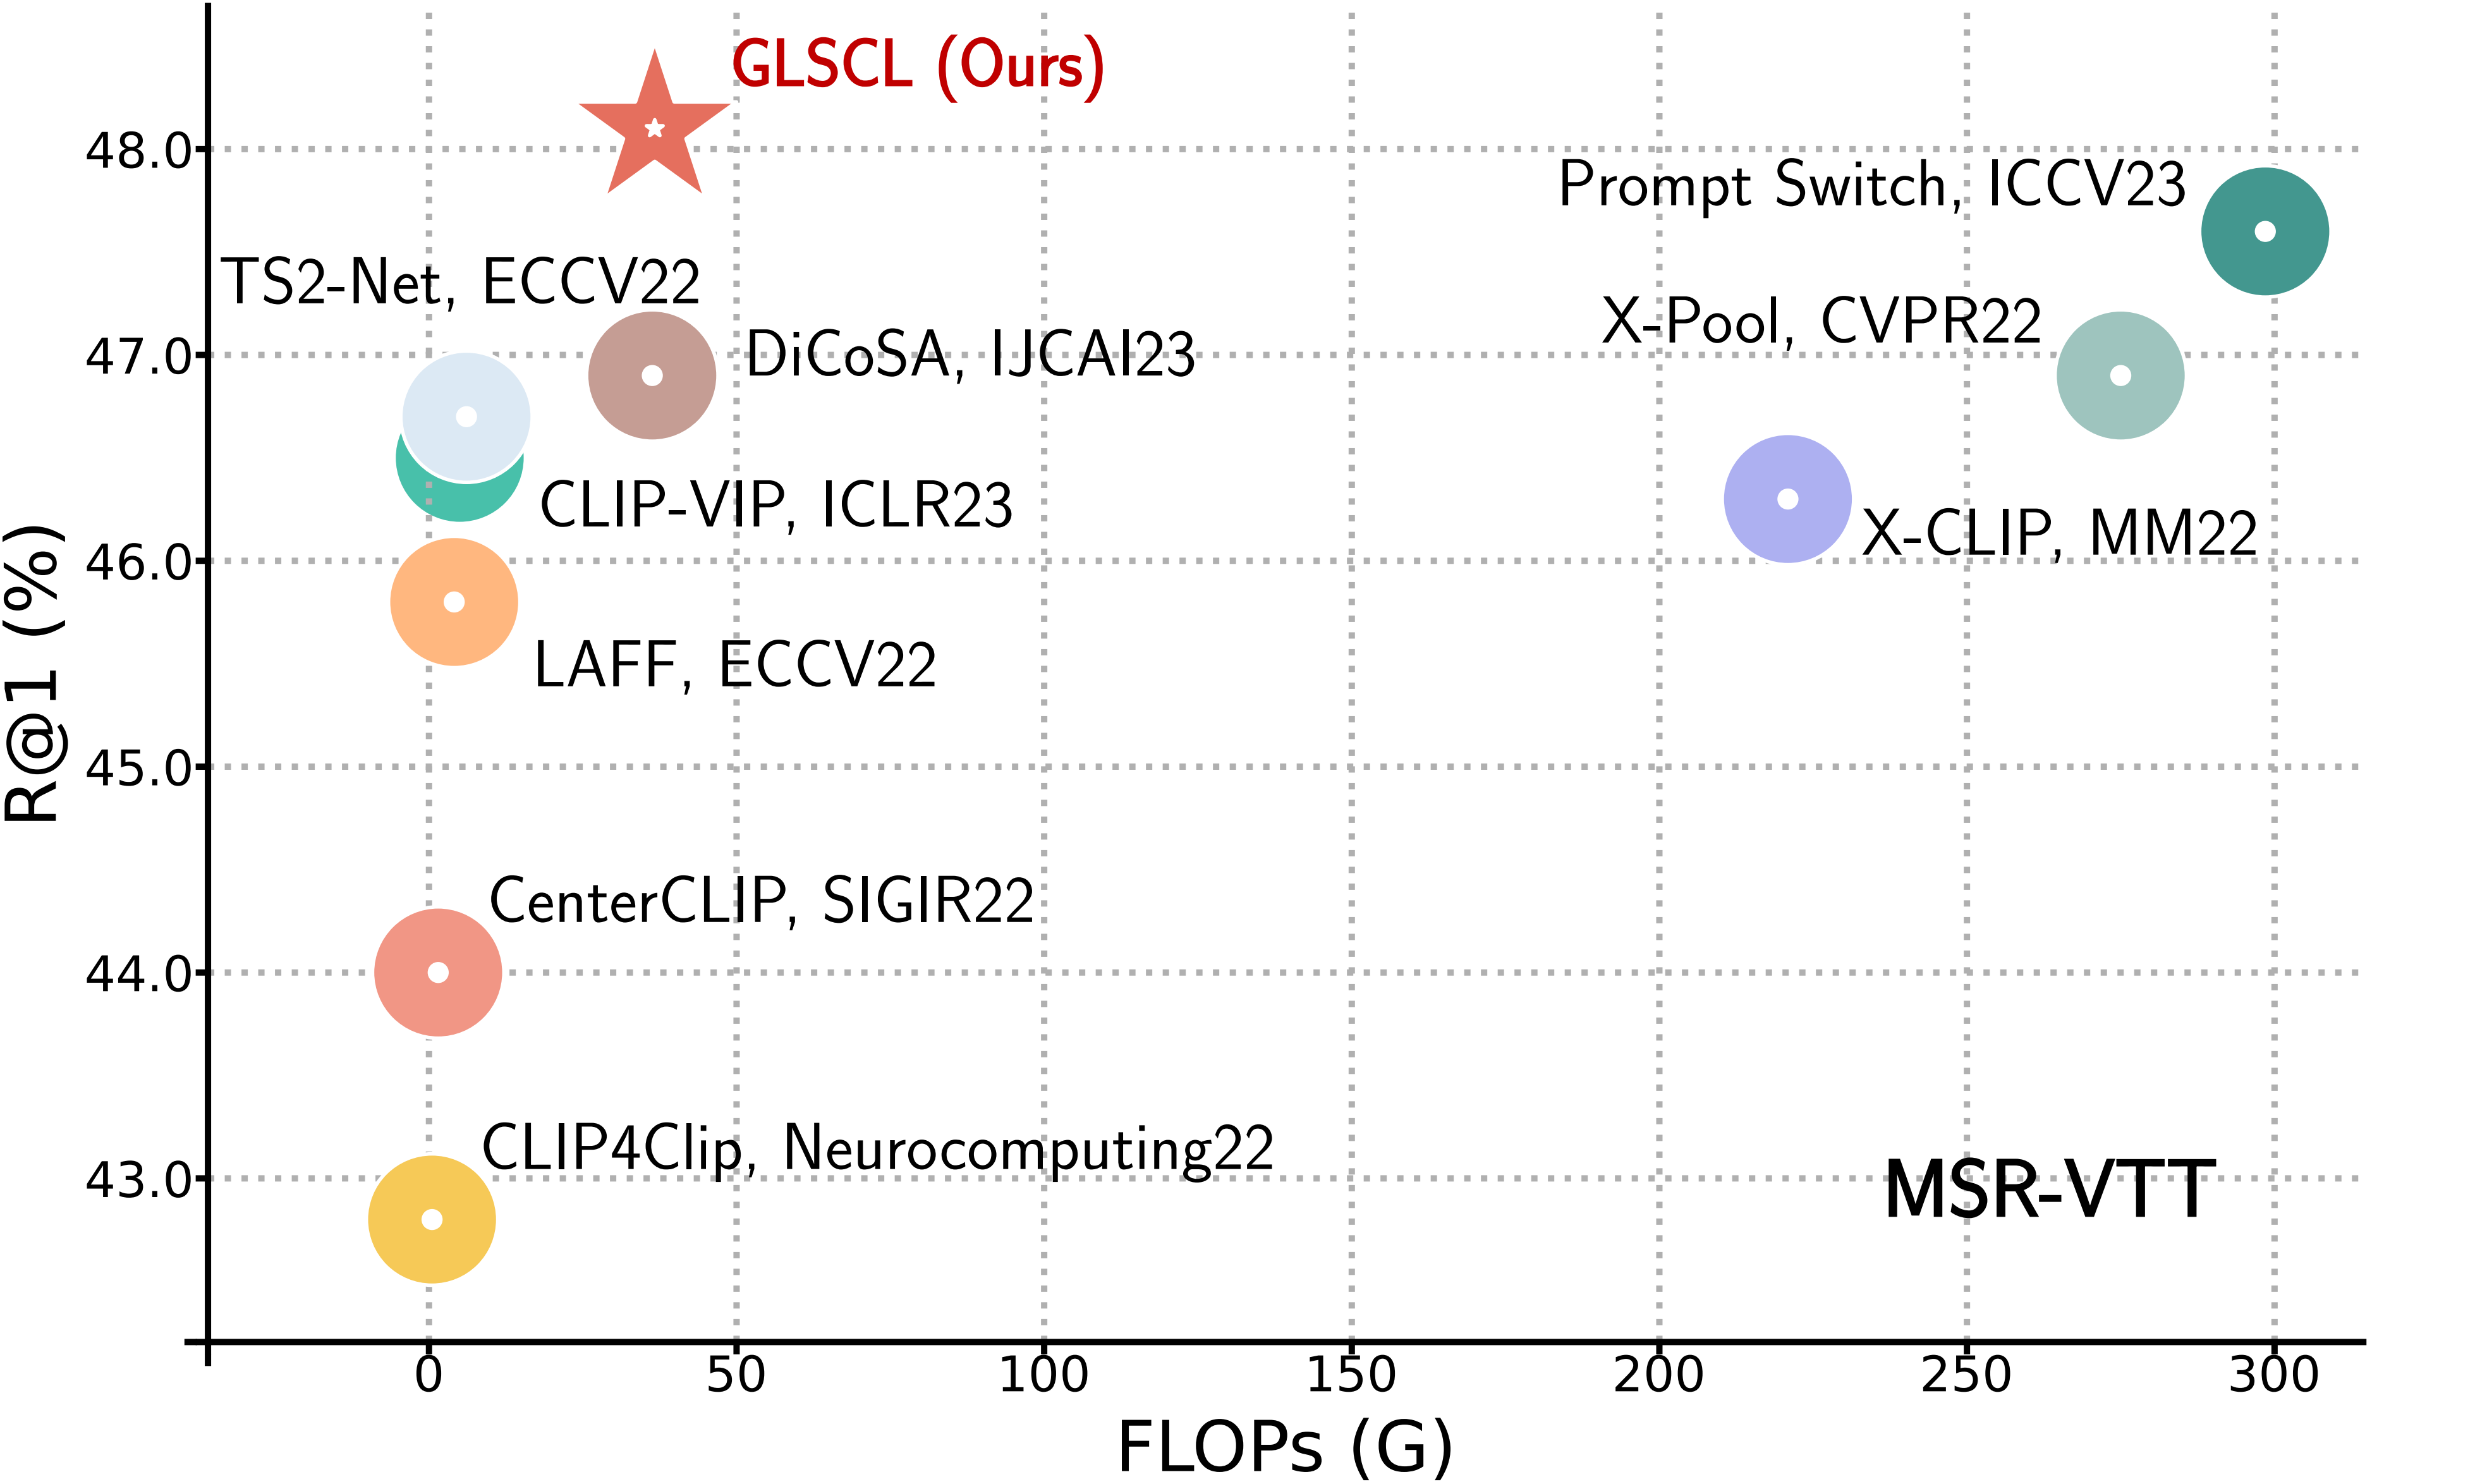 GLSCL (Ours)
48.0
Prompt Switch, ICCV23
TS2-Net, ECCV22
X-Pool, CVPR22
47.0
DiCoSA, IJCAI23
CLIP-VIP, ICLR23
X-CLIP, MM22
46.0
LAFF, ECCV22
R@1 (%)
45.0
CenterCLIP, SIGIR22
44.0
CLIP4Clip, Neurocomputing22
43.0
MSR-VTT
0 50 100 150 200 250 300
FLOPs (G)